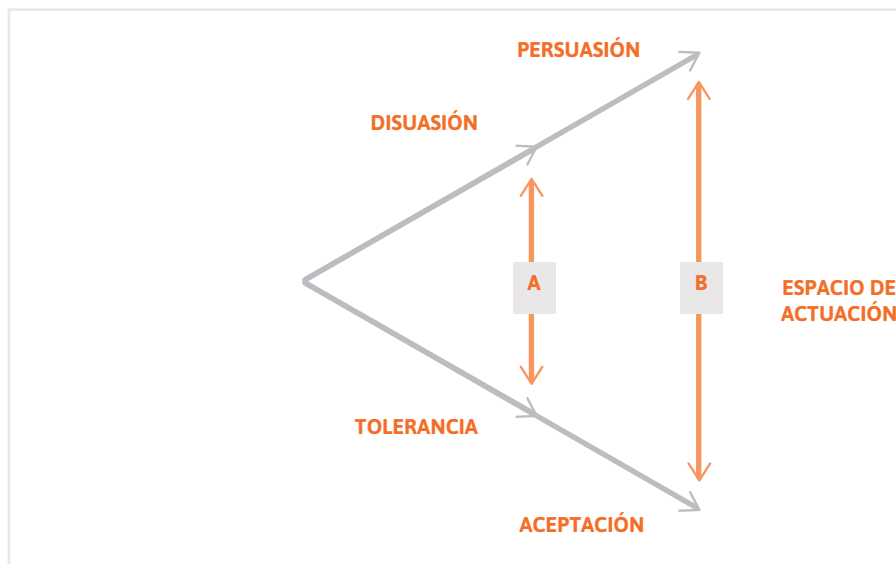 PERSUASIÓN
DISUASIÓN
A
B
ESPACIO DE
ACTUACIÓN
TOLERANCIA
ACEPTACIÓN